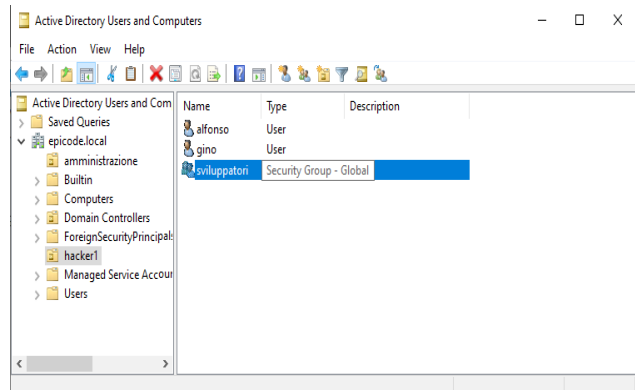 Active Directory Users and Computers
File Action View Help
Active Directory Users and Com
Saved Queries
epicode.local
amministrazione
Builtin
Computers
Domain Controllers
ForeignSecurityPrincipals
hacker1
Managed Service Accour
Users
Name Type Description
alfonso User
gino User
sviluppatori Security Group - Global